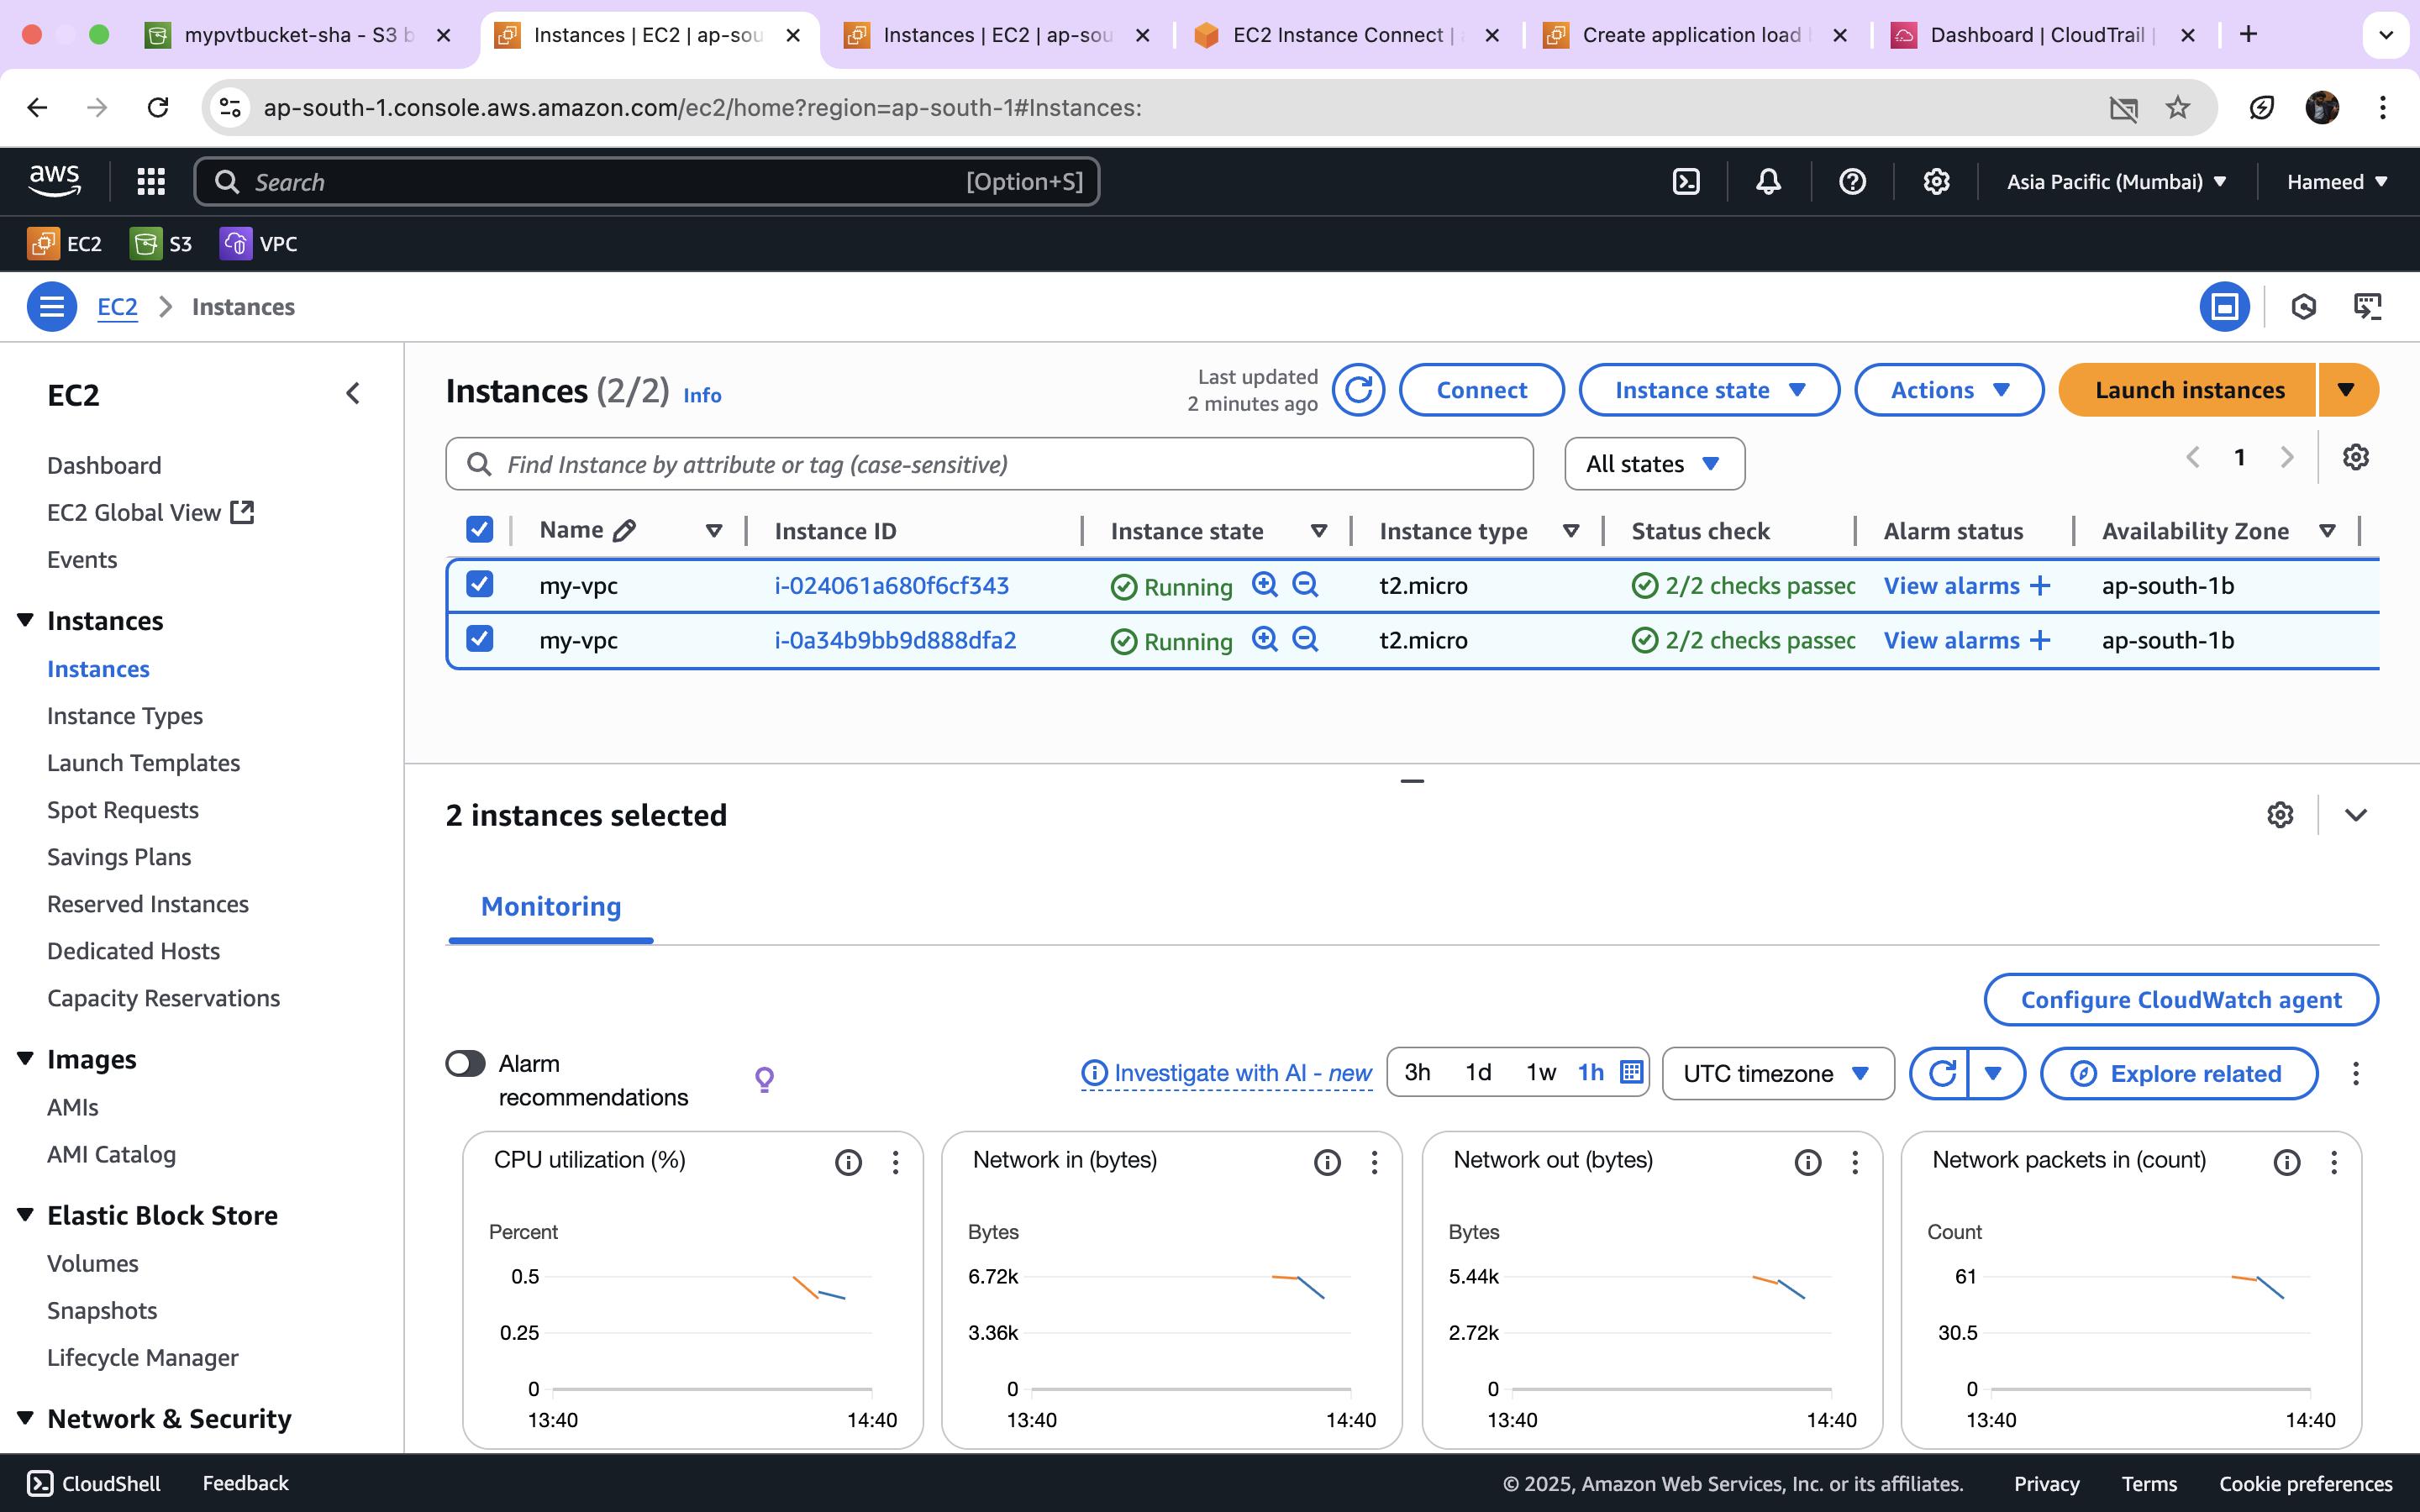 mypvtbucket-sha - S3 b
Instances | EC2 | ap-sou
Instances | EC2 | ap-sou
EC2 Instance Connect |
Create application load
Dashboard | CloudTrail |
ap-south-1.console.aws.amazon.com/ec2/home?region=ap-south-1#Instances:
aws
Search
[Option+S]
Asia Pacific (Mumbai)
Hameed
EC2
S3
VPC
EC2
Instances
EC2
Dashboard
EC2 Global View
Events
Instances
Instances
Instance Types
Launch Templates
Spot Requests
Savings Plans
Reserved Instances
Dedicated Hosts
Capacity Reservations
Images
AMIs
AMI Catalog
Elastic Block Store
Volumes
Snapshots
Lifecycle Manager
Network & Security
Instances (2/2) Info
Last updated
2 minutes ago
Connect
Instance state
Actions
Launch instances
Find Instance by attribute or tag (case-sensitive)
All states
1
Name Instance ID Instance state Instance type Status check Alarm status Availability Zone
my-vpc i-024061a680f6cf343 Running t2.micro 2/2 checks passec View alarms + ap-south-1b
my-vpc i-0a34b9bb9d888dfa2 Running t2.micro 2/2 checks passec View alarms + ap-south-1b
2 instances selected
Monitoring
Configure CloudWatch agent
Alarm
recommendations
Investigate with AI - new
3h 1d 1w 1h
UTC timezone
Explore related
CPU utilization (%)
Percent
0.5
0.25
0
13:40 14:40
Network in (bytes)
Bytes
6.72k
3.36k
0
13:40 14:40
Network out (bytes)
Bytes
5.44k
2.72k
0
13:40 14:40
Network packets in (count)
Count
61
30.5
0
13:40 14:40
CloudShell
Feedback
© 2025, Amazon Web Services, Inc. or its affiliates.
Privacy
Terms
Cookie preferences